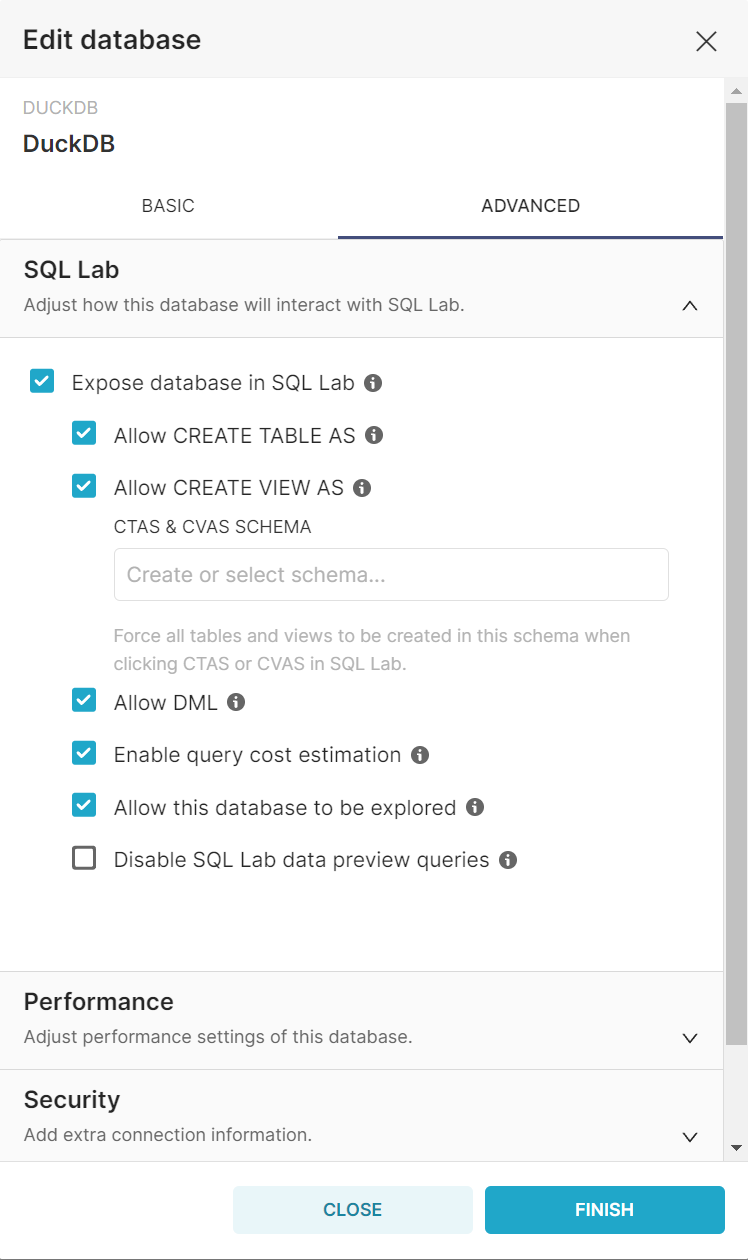 Edit database
DUCKDB
DuckDB
BASIC
ADVANCED
SQL Lab
Adjust how this database will interact with SQL Lab.
Expose database in SQL Lab
Allow CREATE TABLE AS
Allow CREATE VIEW AS
CTAS & CVAS SCHEMA
Create or select schema...
Force all tables and views to be created in this schema when
clicking CTAS or CVAS in SQL Lab.
Allow DML
Enable query cost estimation
Allow this database to be explored
Disable SQL Lab data preview queries
Performance
Adjust performance settings of this database.
Security
Add extra connection information.
CLOSE
FINISH